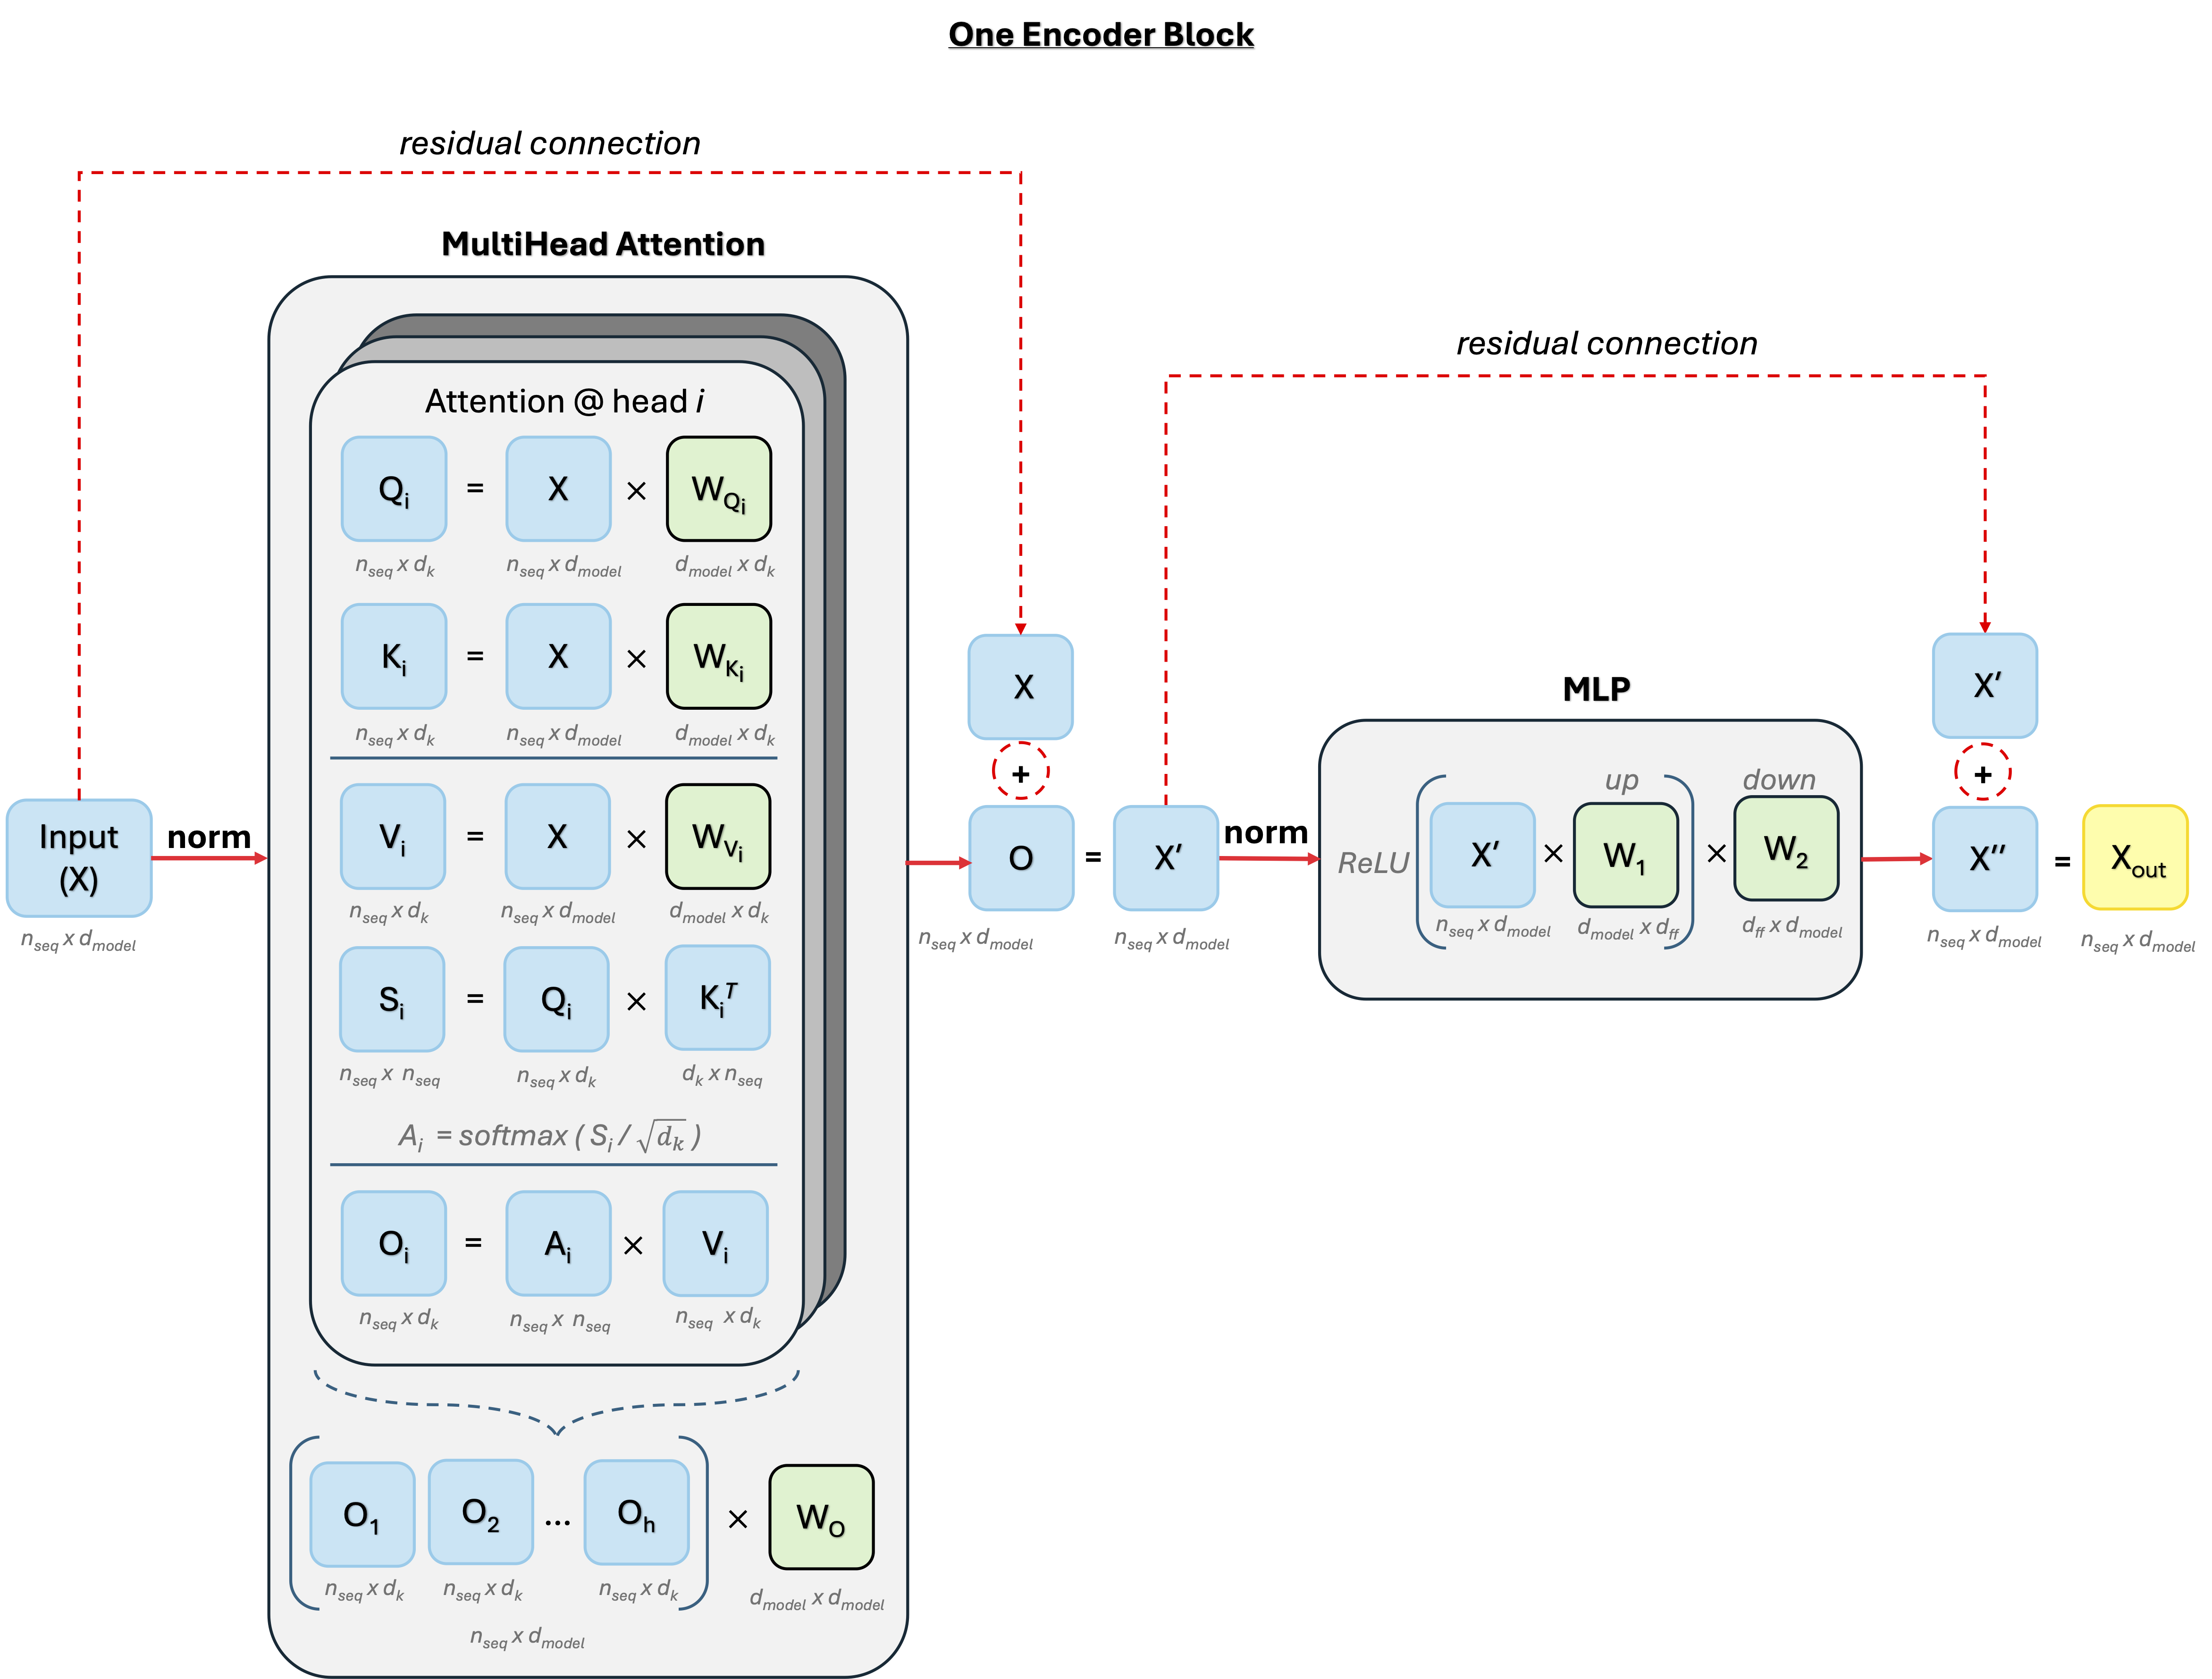 One Encoder Block
residual connection
MultiHead Attention
Attention @ head i
Qi = X × WQi
nseq x dk nseq x dmodel dmodel x dk
Ki = X × WKi
nseq x dk nseq x dmodel dmodel x dk
Vi = X × WVi
nseq x dk nseq x dmodel dmodel x dk
Si = Qi × KiT
nseq x nseq nseq x dk dk x nseq
Ai = softmax ( Si / √dk )
Oi = Ai × Vi
nseq x dk nseq x nseq nseq x dk
O1 O2 ... Oh × WO
nseq x dk nseq x dk nseq x dk dmodel x dmodel
nseq x dmodel
Input
(X)
nseq x dmodel
norm
X
+
O = X′
nseq x dmodel nseq x dmodel
norm
residual connection
MLP
up down
ReLU ( X′ × W1 ) × W2
nseq x dmodel dmodel x dff dff x dmodel
X′
+
X′′ = Xout
nseq x dmodel nseq x dmodel